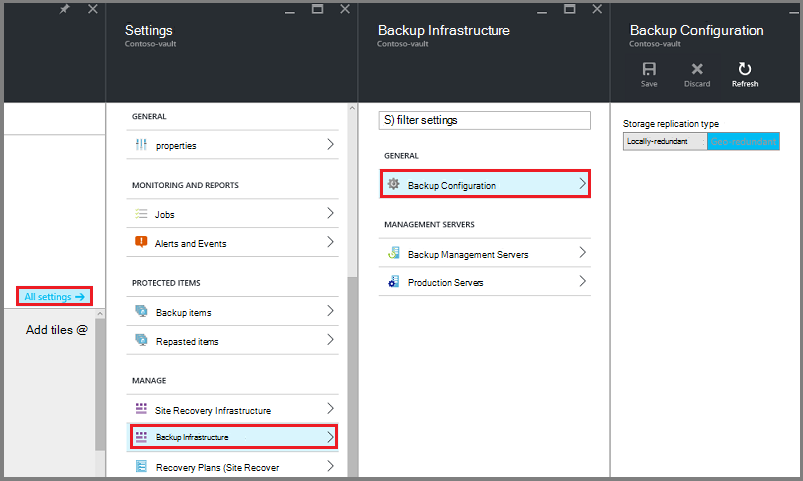 Settings
Contoso-vault
All settings →
Add tiles @
GENERAL
properties
MONITORING AND REPORTS
Jobs
Alerts and Events
PROTECTED ITEMS
Backup items
Repasted items
MANAGE
Site Recovery Infrastructure
Backup Infrastructure
Recovery Plans (Site Recover
Backup Infrastructure
Contoso-vault
S) filter settings
GENERAL
Backup Configuration
MANAGEMENT SERVERS
Backup Management Servers
Production Servers
Backup Configuration
Contoso-vault
Save Discard Refresh
Storage replication type
Locally-redundant : Geo-redundant